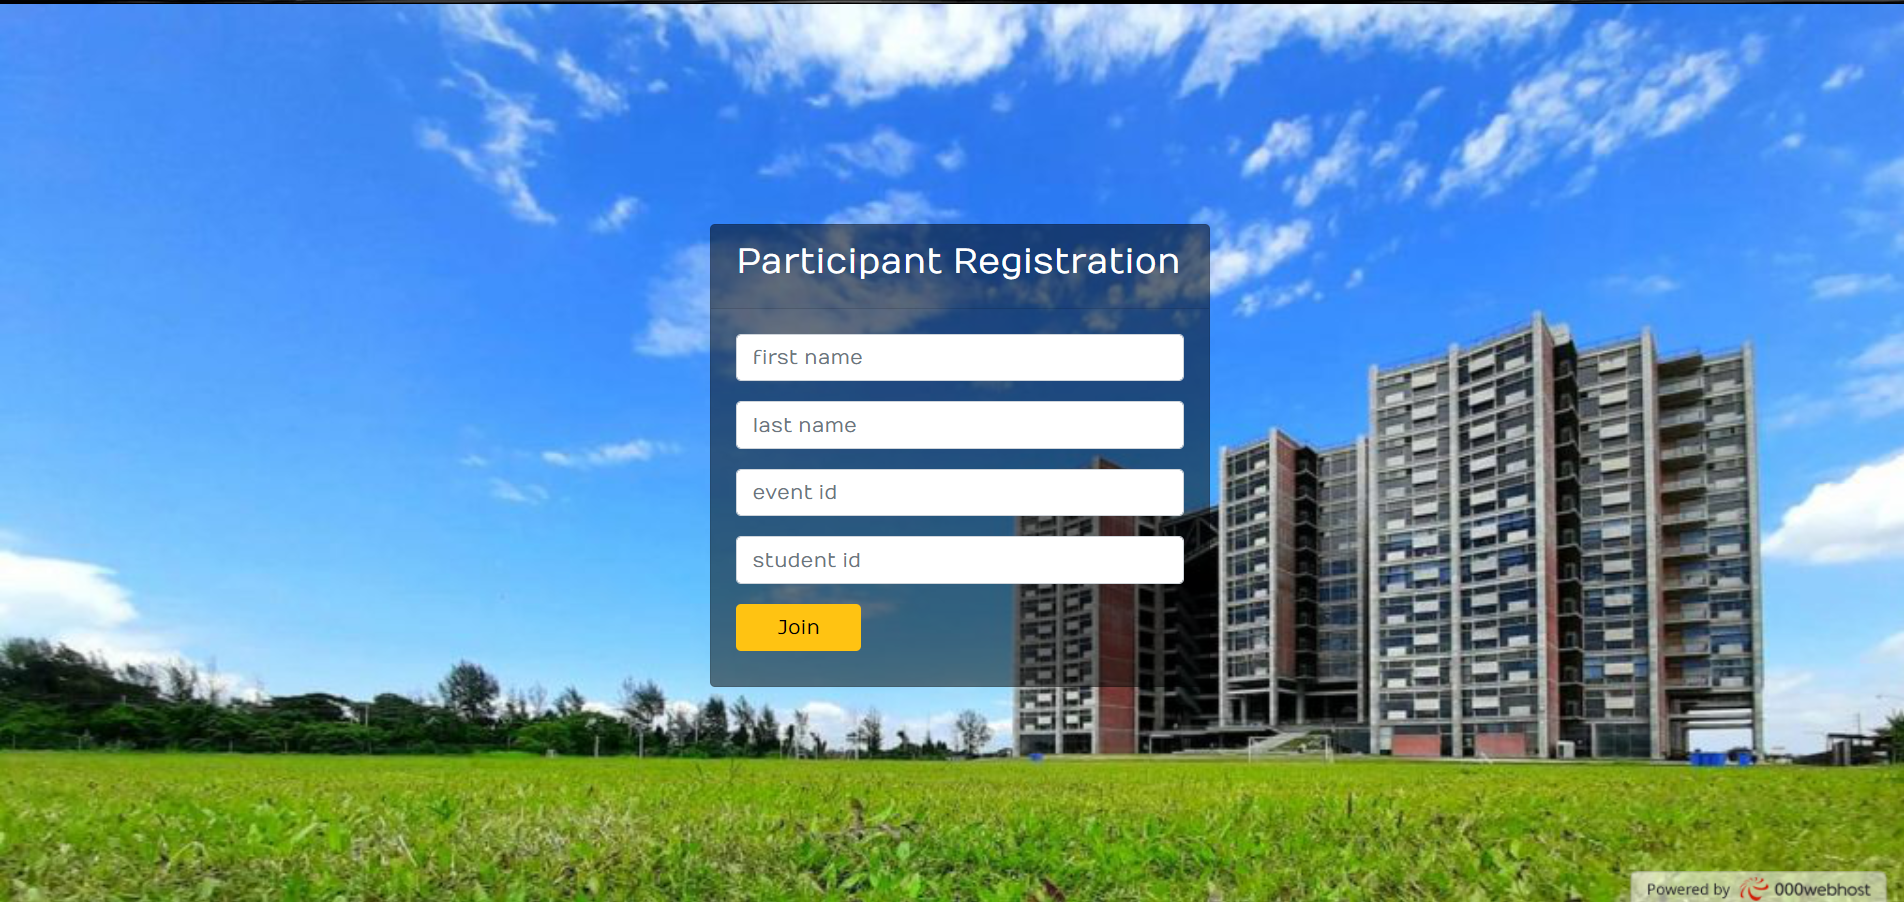 Participant Registration
first name
last name
event id
student id
Join
Powered by 000webhost